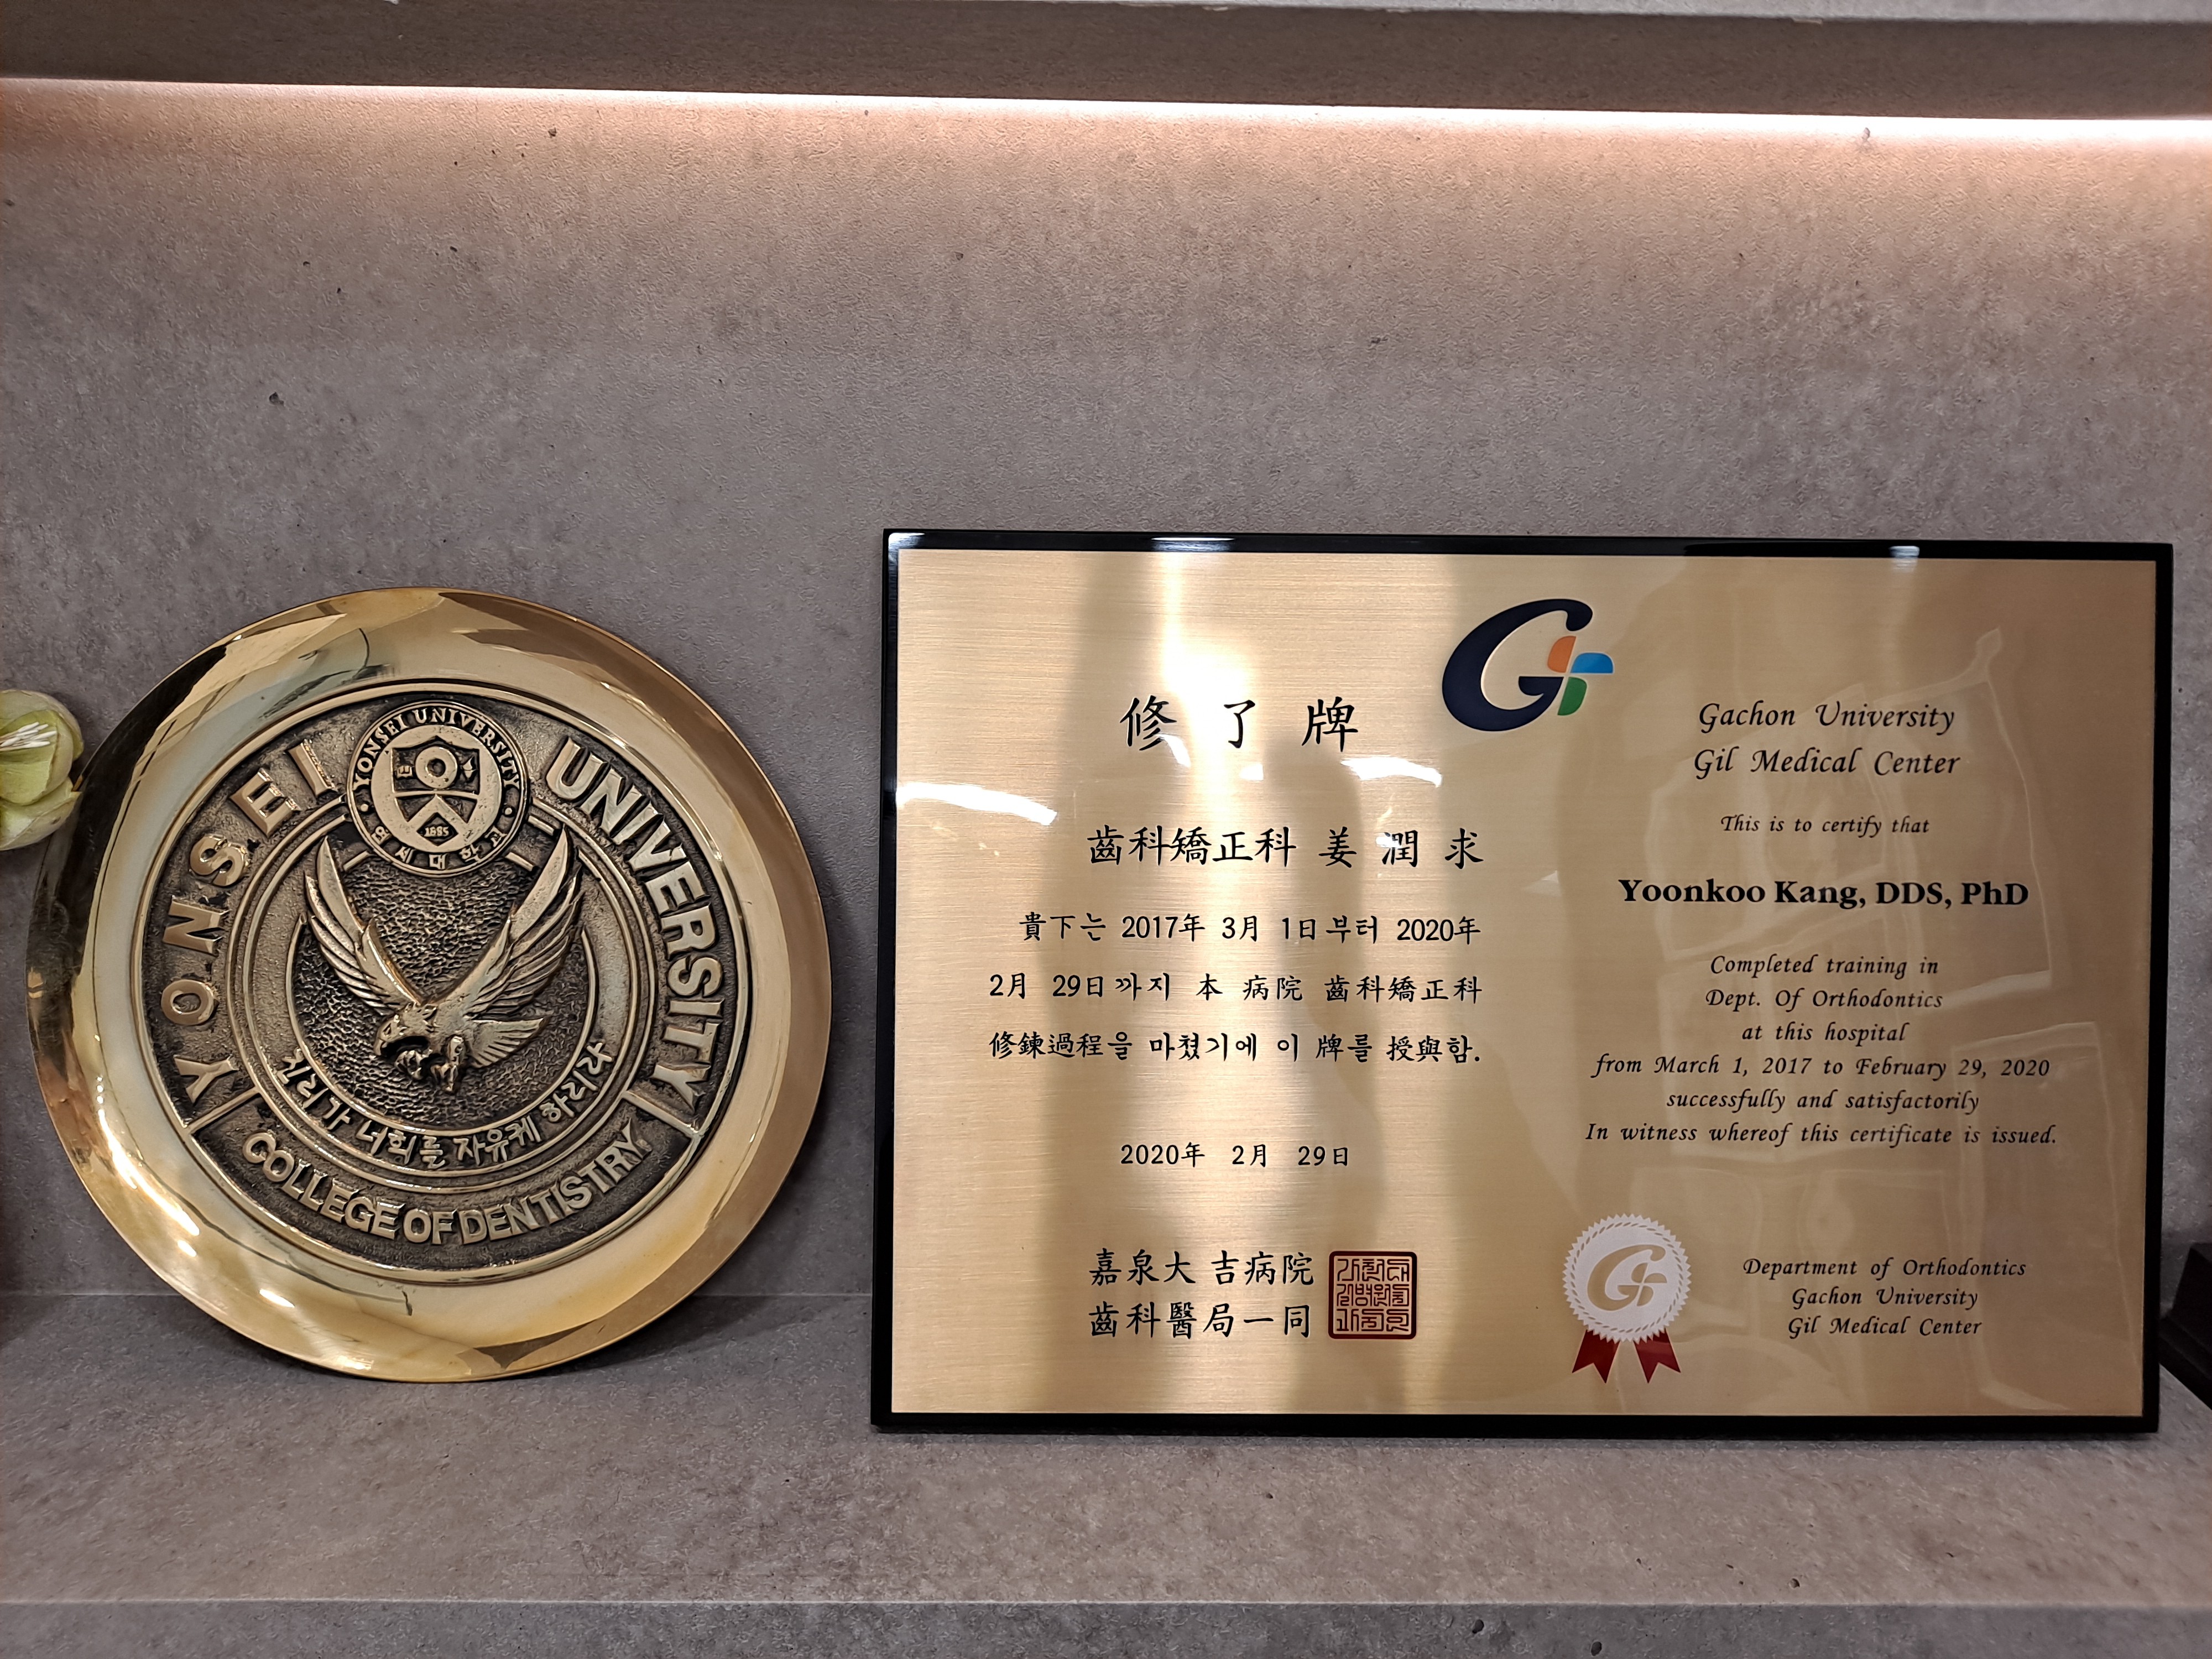 YONSEI UNIVERSITY
YONSEI UNIVERSITY
1885
연세대학교
진리가 너희를 자유케 하리라
COLLEGE OF DENTISTRY
修了牌
齒科矯正科 姜潤求
貴下는 2017年 3月 1日부터 2020年
2月 29日까지 本 病院 齒科矯正科
修鍊過程을 마쳤기에 이 牌를 授與함.
2020年 2月 29日
嘉泉大 吉病院
齒科醫局一同
G
Gachon University
Gil Medical Center
This is to certify that
Yoonkoo Kang, DDS, PhD
Completed training in
Dept. Of Orthodontics
at this hospital
from March 1, 2017 to February 29, 2020
successfully and satisfactorily
In witness whereof this certificate is issued.
G
Department of Orthodontics
Gachon University
Gil Medical Center